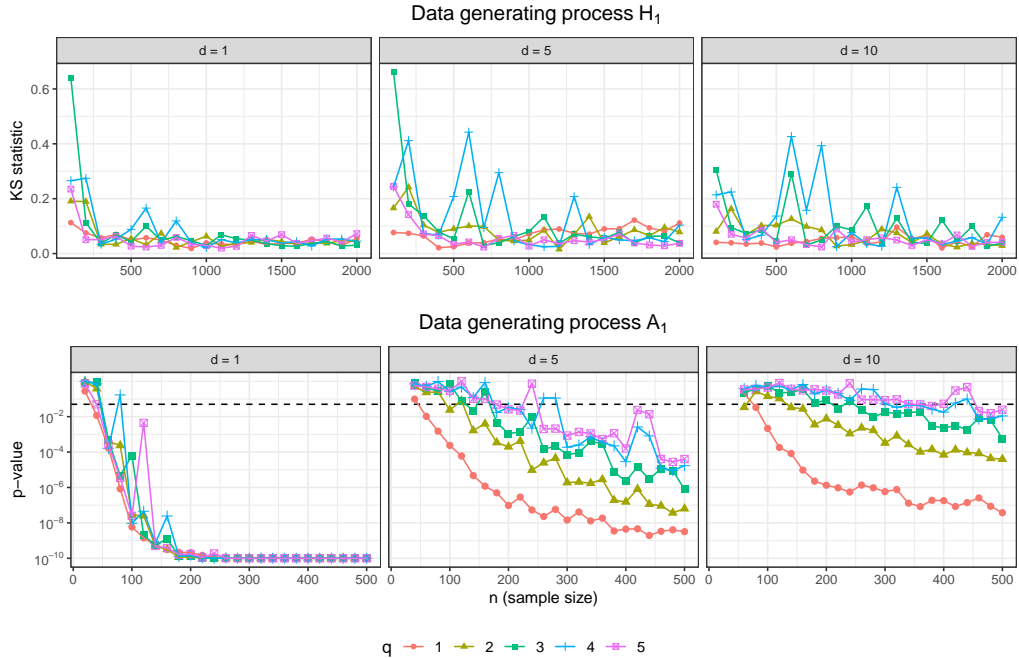 Data generating process H₁
d = 1
d = 5
d = 10
KS statistic
0.6
0.4
0.2
0.0
500 1000 1500 2000
500 1000 1500 2000
500 1000 1500 2000
Data generating process A₁
d = 1
d = 5
d = 10
p−value
10⁻²
10⁻⁴
10⁻⁶
10⁻⁸
10⁻¹⁰
0 100 200 300 400 500
0 100 200 300 400 500
0 100 200 300 400 500
n (sample size)
q 1 2 3 4 5